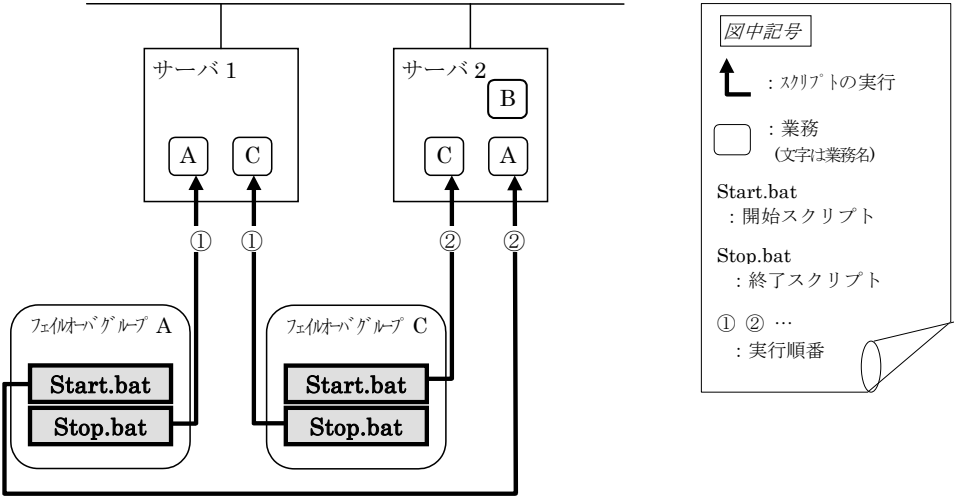 サーバ 1
サーバ 2
B
A
C
C
A
①
①
②
②
ﾌｪｲﾙｵｰﾊﾞｸﾞﾙｰﾌﾟ A
ﾌｪｲﾙｵｰﾊﾞｸﾞﾙｰﾌﾟ C
Start.bat
Stop.bat
Start.bat
Stop.bat
図中記号
：ｽｸﾘﾌﾟﾄの実行
：業務
(文字は業務名)
Start.bat
：開始スクリプト
Stop.bat
：終了スクリプト
① ② …
：実行順番